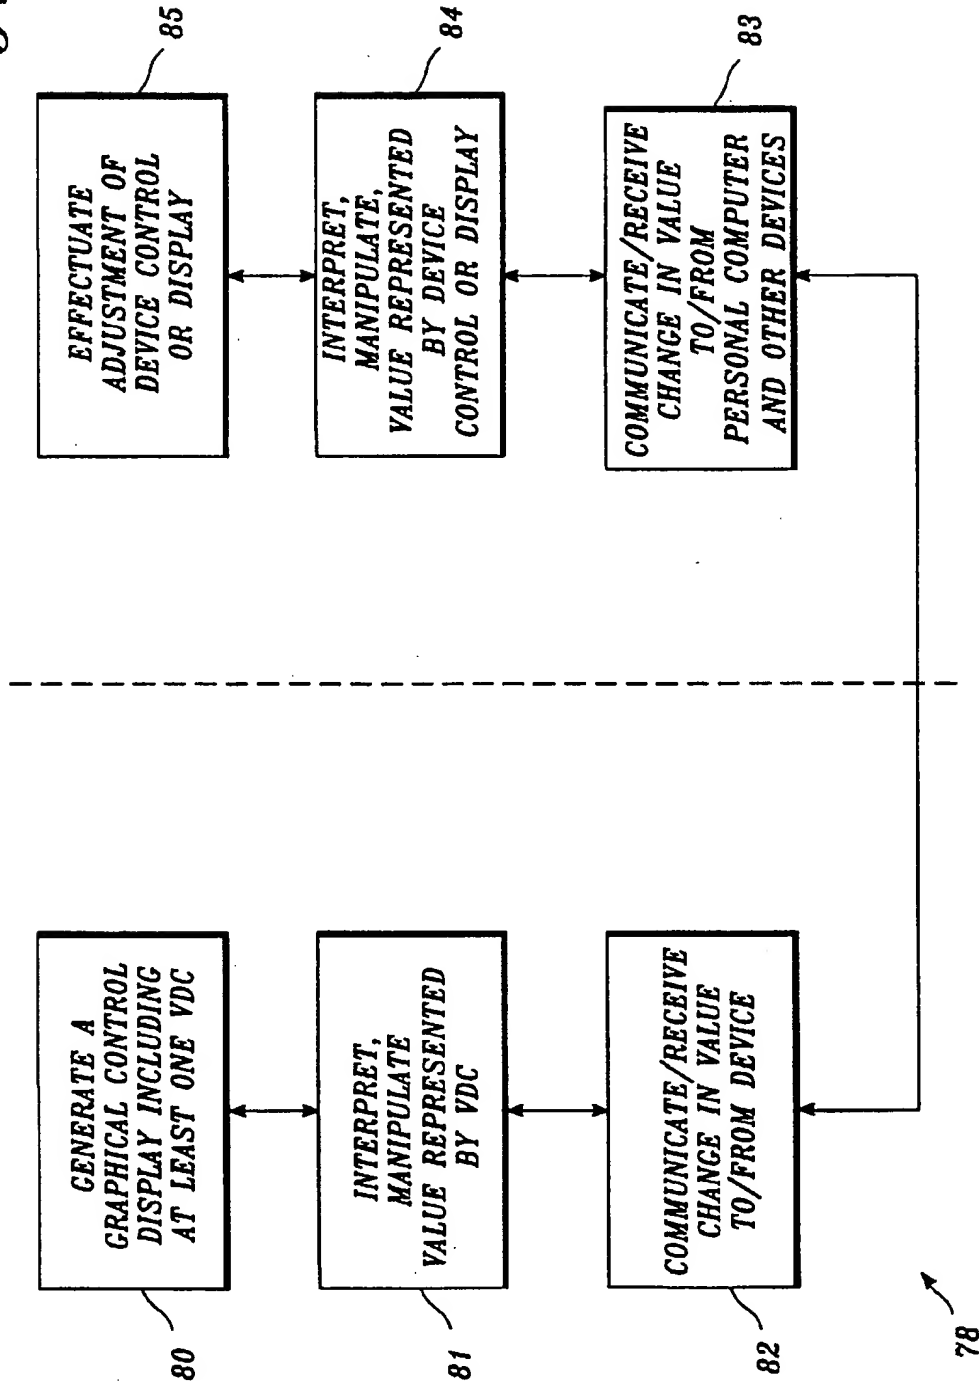 GENERATE A
GRAPHICAL CONTROL
DISPLAY INCLUDING
AT LEAST ONE VDC
80
INTERPRET,
MANIPULATE
VALUE REPRESENTED
BY VDC
81
COMMUNICATE/RECEIVE
CHANGE IN VALUE
TO/FROM DEVICE
82
78
EFFECTUATE
ADJUSTMENT OF
DEVICE CONTROL
OR DISPLAY
85
INTERPRET,
MANIPULATE,
VALUE REPRESENTED
BY DEVICE
CONTROL OR DISPLAY
84
COMMUNICATE/RECEIVE
CHANGE IN VALUE
TO/FROM
PERSONAL COMPUTER
AND OTHER DEVICES
83